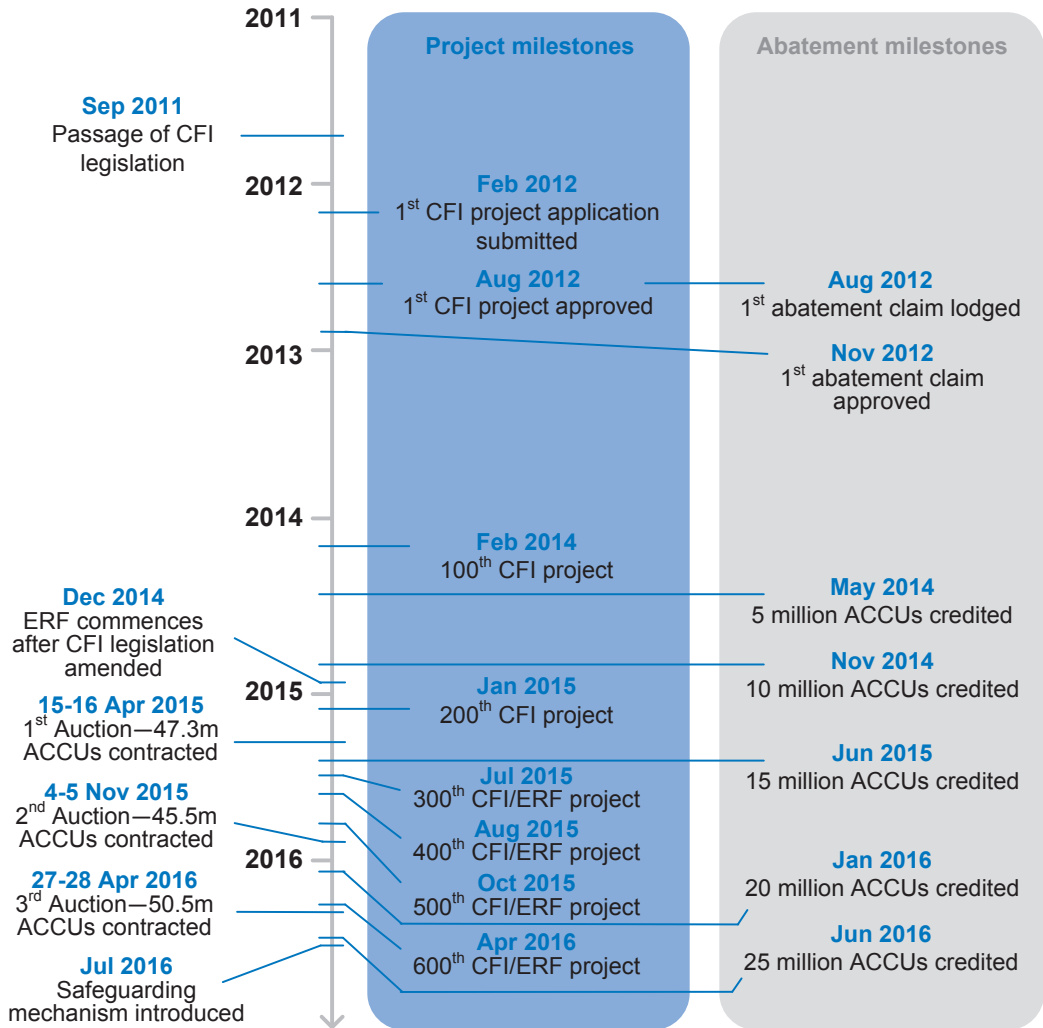 2011
Project milestones
Abatement milestones
Sep 2011
Passage of CFI
legislation
2012
Feb 2012
1st CFI project application
submitted
Aug 2012
1st CFI project approved
Aug 2012
1st abatement claim lodged
2013
Nov 2012
1st abatement claim
approved
2014
Feb 2014
100th CFI project
Dec 2014
ERF commences
after CFI legislation
amended
May 2014
5 million ACCUs credited
Nov 2014
10 million ACCUs credited
2015
Jan 2015
200th CFI project
15-16 Apr 2015
1st Auction—47.3m
ACCUs contracted
Jun 2015
15 million ACCUs credited
Jul 2015
300th CFI/ERF project
4-5 Nov 2015
2nd Auction—45.5m
ACCUs contracted
Aug 2015
400th CFI/ERF project
2016
Jan 2016
20 million ACCUs credited
27-28 Apr 2016
3rd Auction—50.5m
ACCUs contracted
Oct 2015
500th CFI/ERF project
Apr 2016
600th CFI/ERF project
Jun 2016
25 million ACCUs credited
Jul 2016
Safeguarding
mechanism introduced